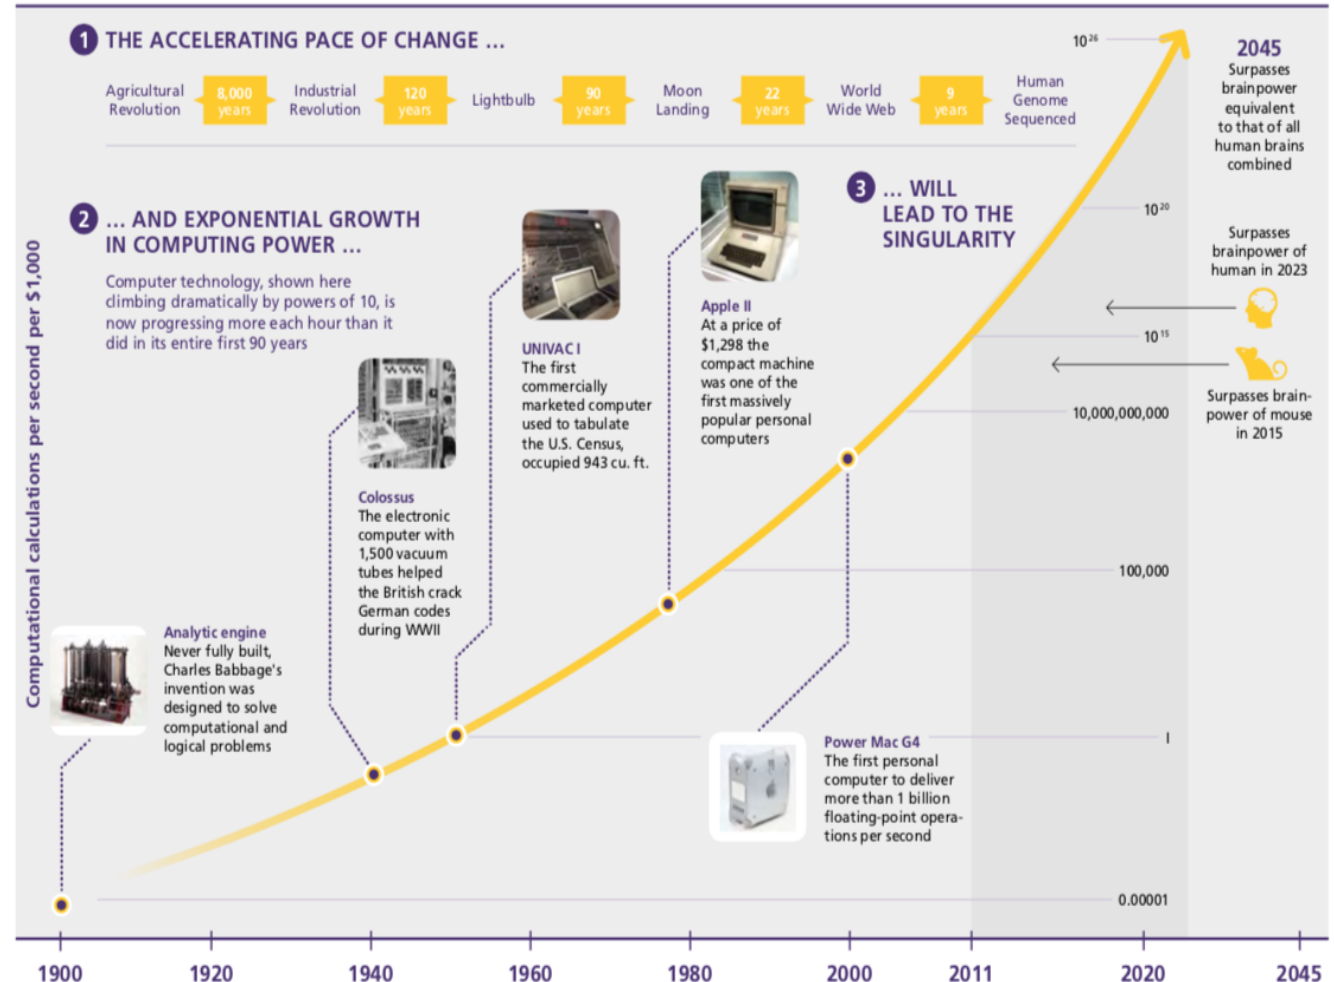 1 THE ACCELERATING PACE OF CHANGE ...
Agricultural
Revolution
8,000
years
Industrial
Revolution
120
years
Lightbulb
90
years
Moon
Landing
22
years
World
Wide Web
9
years
Human
Genome
Sequenced
2 ... AND EXPONENTIAL GROWTH
IN COMPUTING POWER ...
Computer technology, shown here
climbing dramatically by powers of 10, is
now progressing more each hour than it
did in its entire first 90 years
3 ... WILL
LEAD TO THE
SINGULARITY
Computational calculations per second per $1,000
Analytic engine
Never fully built,
Charles Babbage's
invention was
designed to solve
computational and
logical problems
Colossus
The electronic
computer with
1,500 vacuum
tubes helped
the British crack
German codes
during WWII
UNIVAC I
The first
commercially
marketed computer
used to tabulate
the U.S. Census,
occupied 943 cu. ft.
Apple II
At a price of
$1,298 the
compact machine
was one of the
first massively
popular personal
computers
Power Mac G4
The first personal
computer to deliver
more than 1 billion
floating-point opera-
tions per second
10²⁶
10²⁰
10¹⁵
10,000,000,000
100,000
I
0.00001
2045
Surpasses
brainpower
equivalent
to that of all
human brains
combined
Surpasses
brainpower of
human in 2023
Surpasses brain-
power of mouse
in 2015
1900 1920 1940 1960 1980 2000 2011 2020 2045